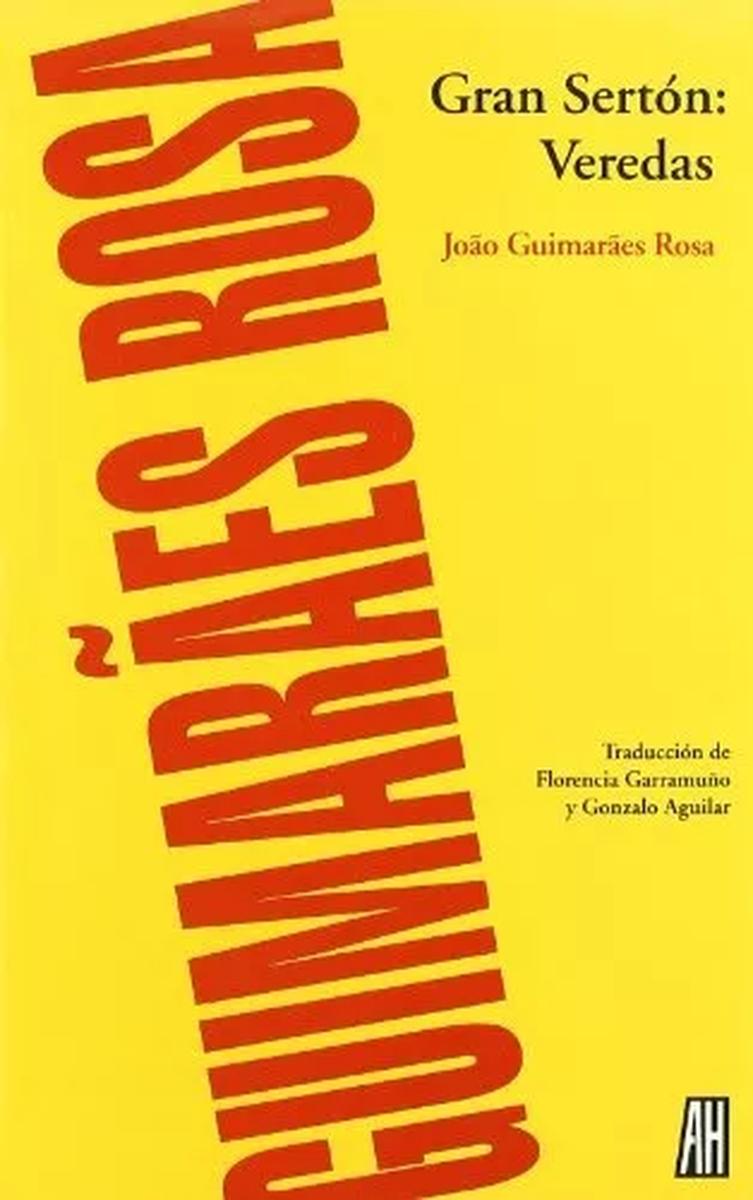 Gran Sertón:
Veredas
João Guimarães Rosa
GUIMARÃES ROSA
Traducción de
Florencia Garramuño
y Gonzalo Aguilar
AH